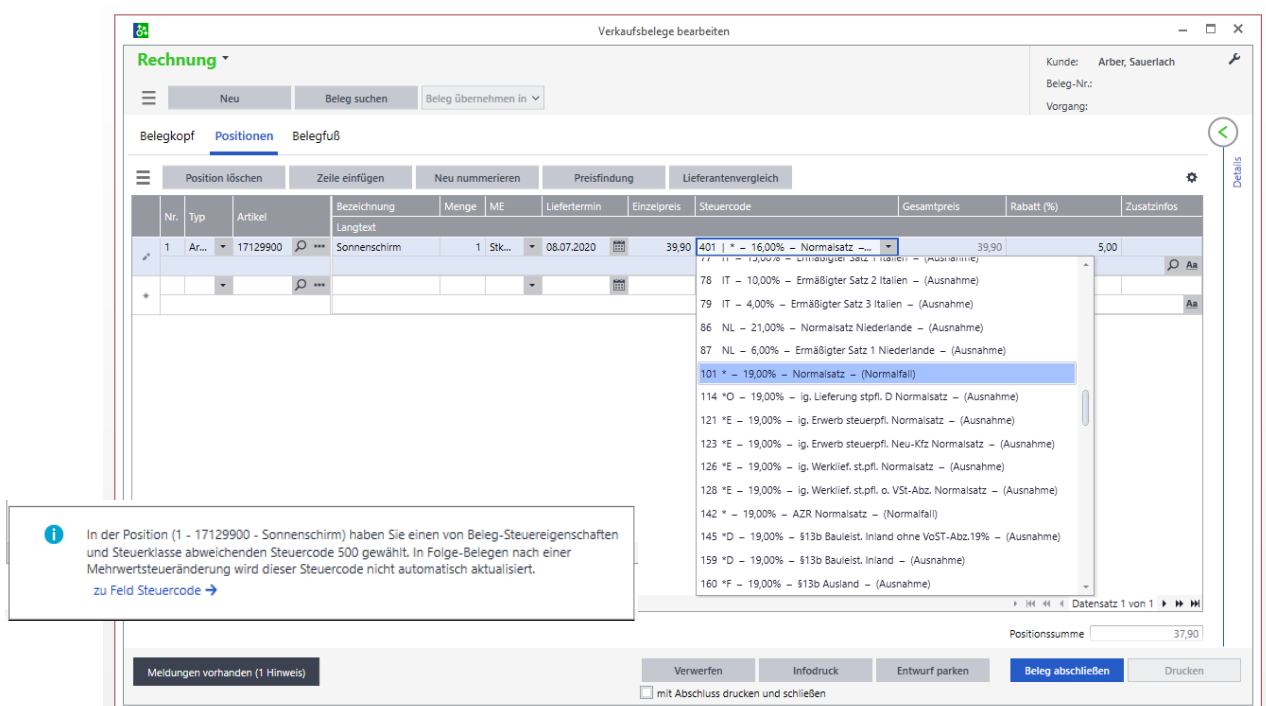 Verkaufsbelege bearbeiten
Rechnung
Kunde: Arber, Sauerlach
Beleg-Nr.:
Vorgang:
Neu Beleg suchen Beleg übernehmen in
Belegkopf Positionen Belegfuß
Details
Position löschen Zeile einfügen Neu nummerieren Preisfindung Lieferantenvergleich
Nr. Typ Artikel Bezeichnung Menge ME Liefertermin Einzelpreis Steuercode Gesamtpreis Rabatt (%) Zusatzinfos
Langtext
1 Ar... 17129900 Sonnenschirm 1 Stk... 08.07.2020 39,90 401 | * – 16,00% – Normalsatz –... 39,90 5,00
Aa
Aa
78 IT – 10,00% – Ermäßigter Satz 2 Italien – (Ausnahme)
79 IT – 4,00% – Ermäßigter Satz 3 Italien – (Ausnahme)
86 NL – 21,00% – Normalsatz Niederlande – (Ausnahme)
87 NL – 6,00% – Ermäßigter Satz 1 Niederlande – (Ausnahme)
101 * – 19,00% – Normalsatz – (Normalfall)
114 *O – 19,00% – ig. Lieferung stpfl. D Normalsatz – (Ausnahme)
121 *E – 19,00% – ig. Erwerb steuerpfl. Normalsatz – (Ausnahme)
123 *E – 19,00% – ig. Erwerb steuerpfl. Neu-Kfz Normalsatz – (Ausnahme)
126 *E – 19,00% – ig. Werklief. st.pfl. Normalsatz – (Ausnahme)
128 *E – 19,00% – ig. Werklief. st.pfl. o. VSt-Abz. Normalsatz – (Ausnahme)
142 * – 19,00% – AZR Normalsatz – (Normalfall)
145 *D – 19,00% – §13b Bauleist. Inland ohne VoST-Abz.19% – (Ausnahme)
159 *D – 19,00% – §13b Bauleist. Inland – (Ausnahme)
160 *F – 19,00% – §13b Ausland – (Ausnahme)
In der Position (1 - 17129900 - Sonnenschirm) haben Sie einen von Beleg-Steuereigenschaften
und Steuerklasse abweichenden Steuercode 500 gewählt. In Folge-Belegen nach einer
Mehrwertsteueränderung wird dieser Steuercode nicht automatisch aktualisiert.
zu Feld Steuercode →
Datensatz 1 von 1
Positionssumme 37,90
Meldungen vorhanden (1 Hinweis) Verwerfen Infodruck Entwurf parken Beleg abschließen Drucken
mit Abschluss drucken und schließen